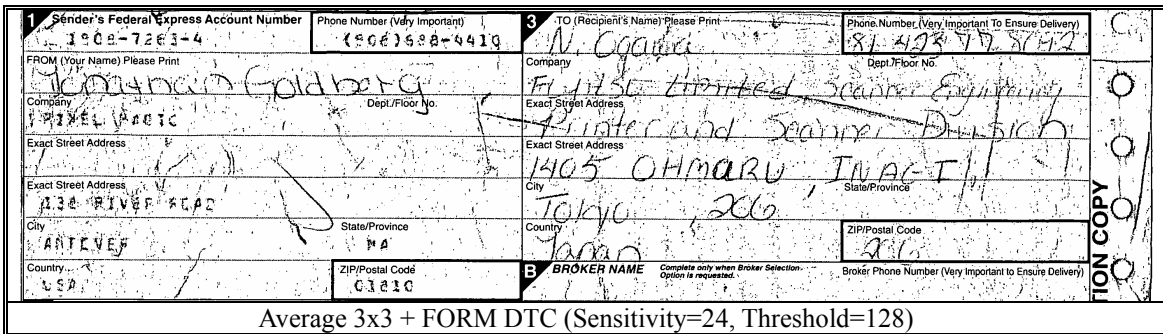 1 Sender's Federal Express Account Number
1908-7263-4
Phone Number (Very Important)
(508)688-4410
FROM (Your Name) Please Print
Jonathain Goldberg
Company
Dept./Floor No.
PIXEL MAGIC
Exact Street Address
Exact Street Address
138 RIVER ROAD
City
State/Province
ANDOVER
MA
Country
ZIP/Postal Code
USA
01810
3 TO (Recipient's Name) Please Print
N. Ogawa
Phone Number (Very Important To Ensure Delivery)
81 423 77
Company
Dept./Floor No.
Limited, Scanner Engineering
Exact Street Address
Printer and Scanner Division
Exact Street Address
1405 OHMARU, INAGI
City
State/Province
Tokyo, 206
Country
ZIP/Postal Code
Japan
206
B BROKER NAME
Complete only when Broker Selection Option is requested.
Broker Phone Number (Very Important to Ensure Delivery)
TION COPY
Average 3x3 + FORM DTC (Sensitivity=24, Threshold=128)